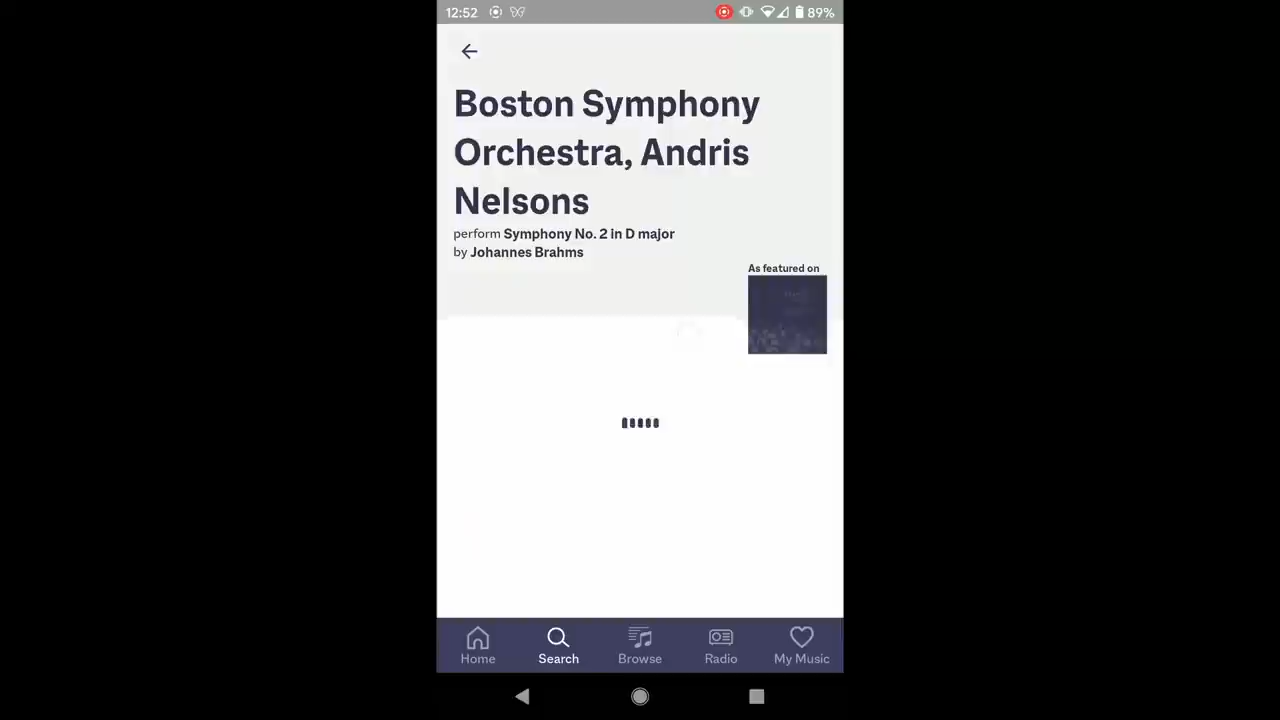 12:52
89%
Boston Symphony
Orchestra, Andris
Nelsons
perform Symphony No. 2 in D major
by Johannes Brahms
As featured on
Home
Search
Browse
Radio
My Music